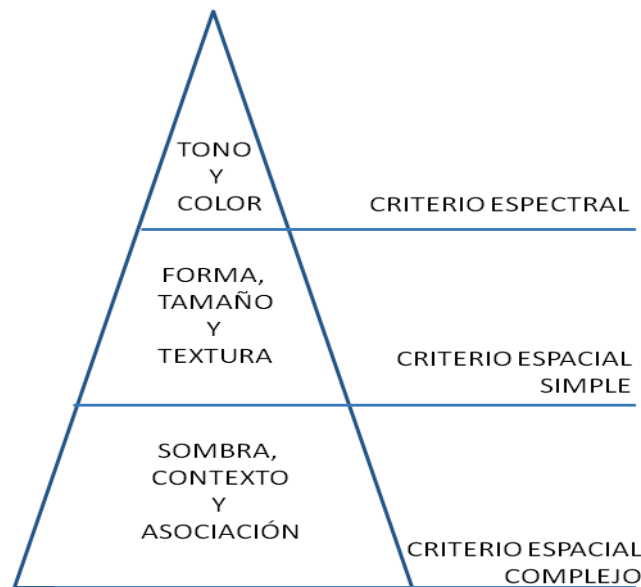 TONO
Y
COLOR
CRITERIO ESPECTRAL
FORMA,
TAMAÑO
Y
TEXTURA
CRITERIO ESPACIAL
SIMPLE
SOMBRA,
CONTEXTO
Y
ASOCIACIÓN
CRITERIO ESPACIAL
COMPLEJO